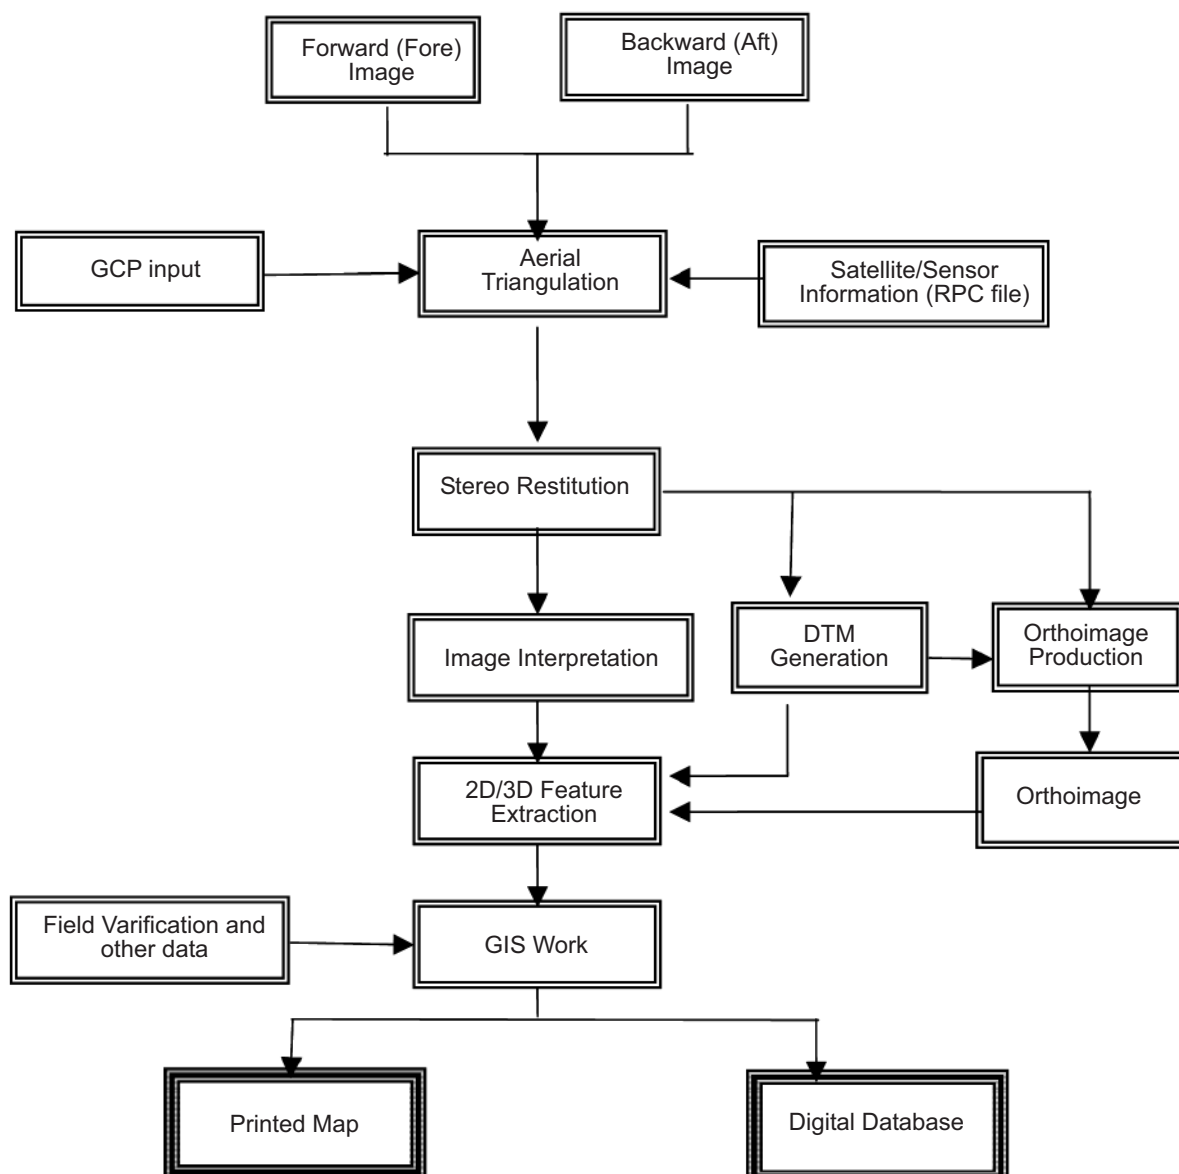 Forward (Fore)
Image
Backward (Aft)
Image
GCP input
Aerial
Triangulation
Satellite/Sensor
Information (RPC file)
Stereo Restitution
Image Interpretation
DTM
Generation
Orthoimage
Production
2D/3D Feature
Extraction
Orthoimage
Field Varification and
other data
GIS Work
Printed Map
Digital Database